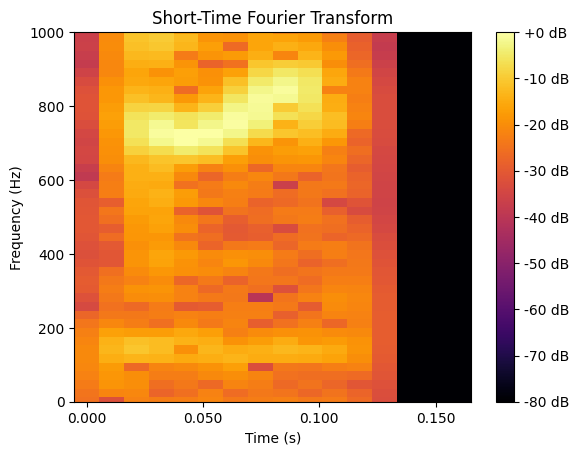 Short-Time Fourier Transform
1000
800
600
400
200
0
Frequency (Hz)
0.000
0.050
0.100
0.150
Time (s)
+0 dB
-10 dB
-20 dB
-30 dB
-40 dB
-50 dB
-60 dB
-70 dB
-80 dB